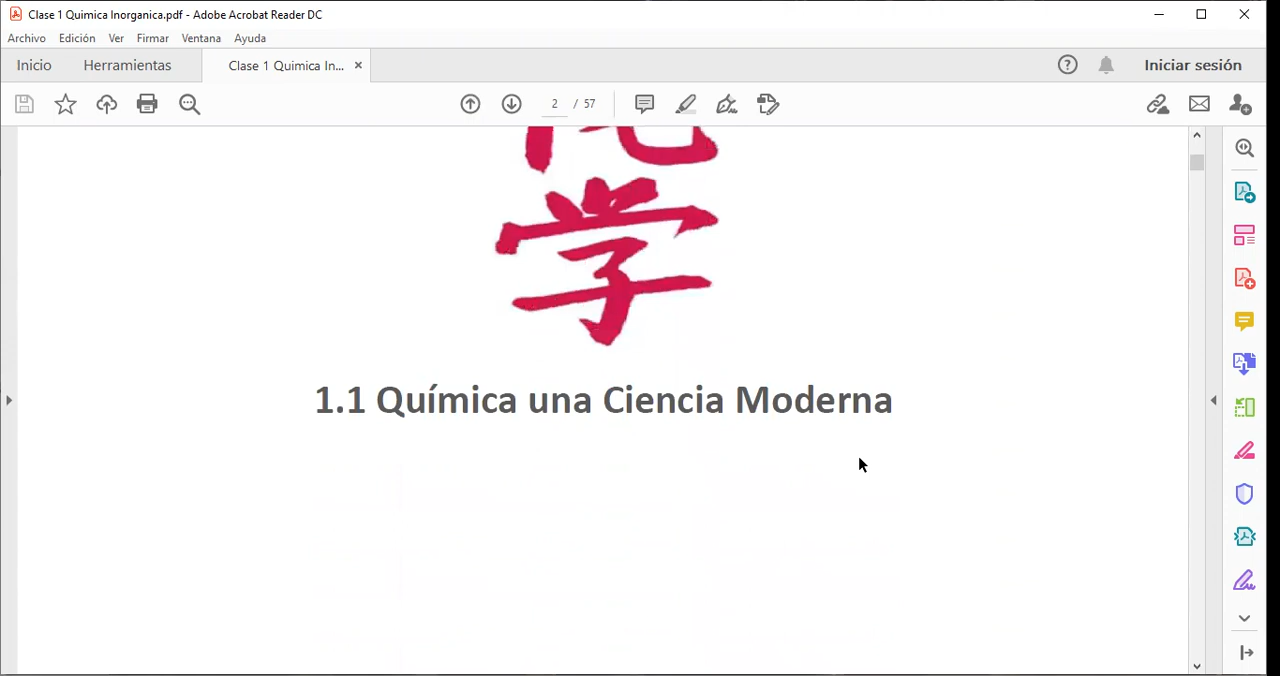 Clase 1 Quimica Inorganica.pdf - Adobe Acrobat Reader DC
Archivo Edición Ver Firmar Ventana Ayuda
Inicio Herramientas Clase 1 Quimica In... × Iniciar sesión
2 / 57
学
1.1 Química una Ciencia Moderna